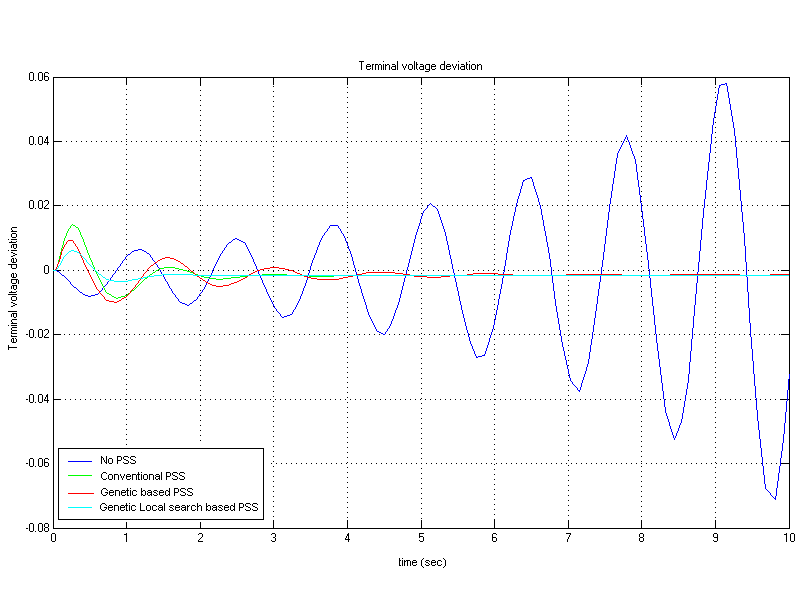 Terminal voltage deviation
0.06
0.04
0.02
0
-0.02
-0.04
-0.06
-0.08
Terminal voltage deviation
No PSS
Conventional PSS
Genetic based PSS
Genetic Local search based PSS
0 1 2 3 4 5 6 7 8 9 10
time (sec)